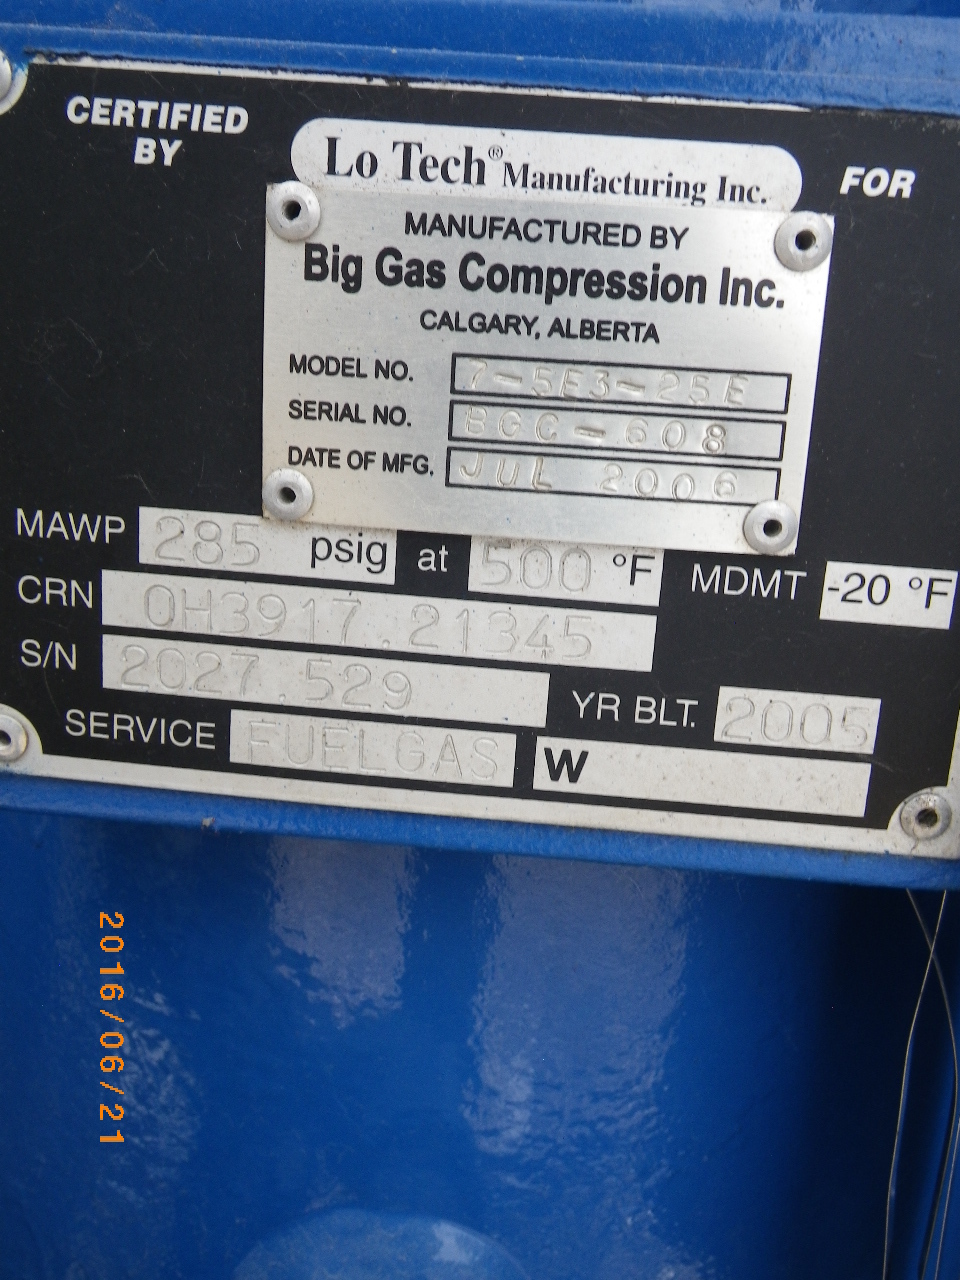 CERTIFIED
BY
Lo Tech® Manufacturing Inc.
FOR
MANUFACTURED BY
Big Gas Compression Inc.
CALGARY, ALBERTA
MODEL NO. 7-5E3-25E
SERIAL NO. BGC-608
DATE OF MFG. JUL 2006
MAWP 285 psig at 500 °F MDMT -20 °F
CRN 0H3917.21345
S/N 2027.529
YR BLT. 2005
SERVICE FUELGAS W
2016/06/21